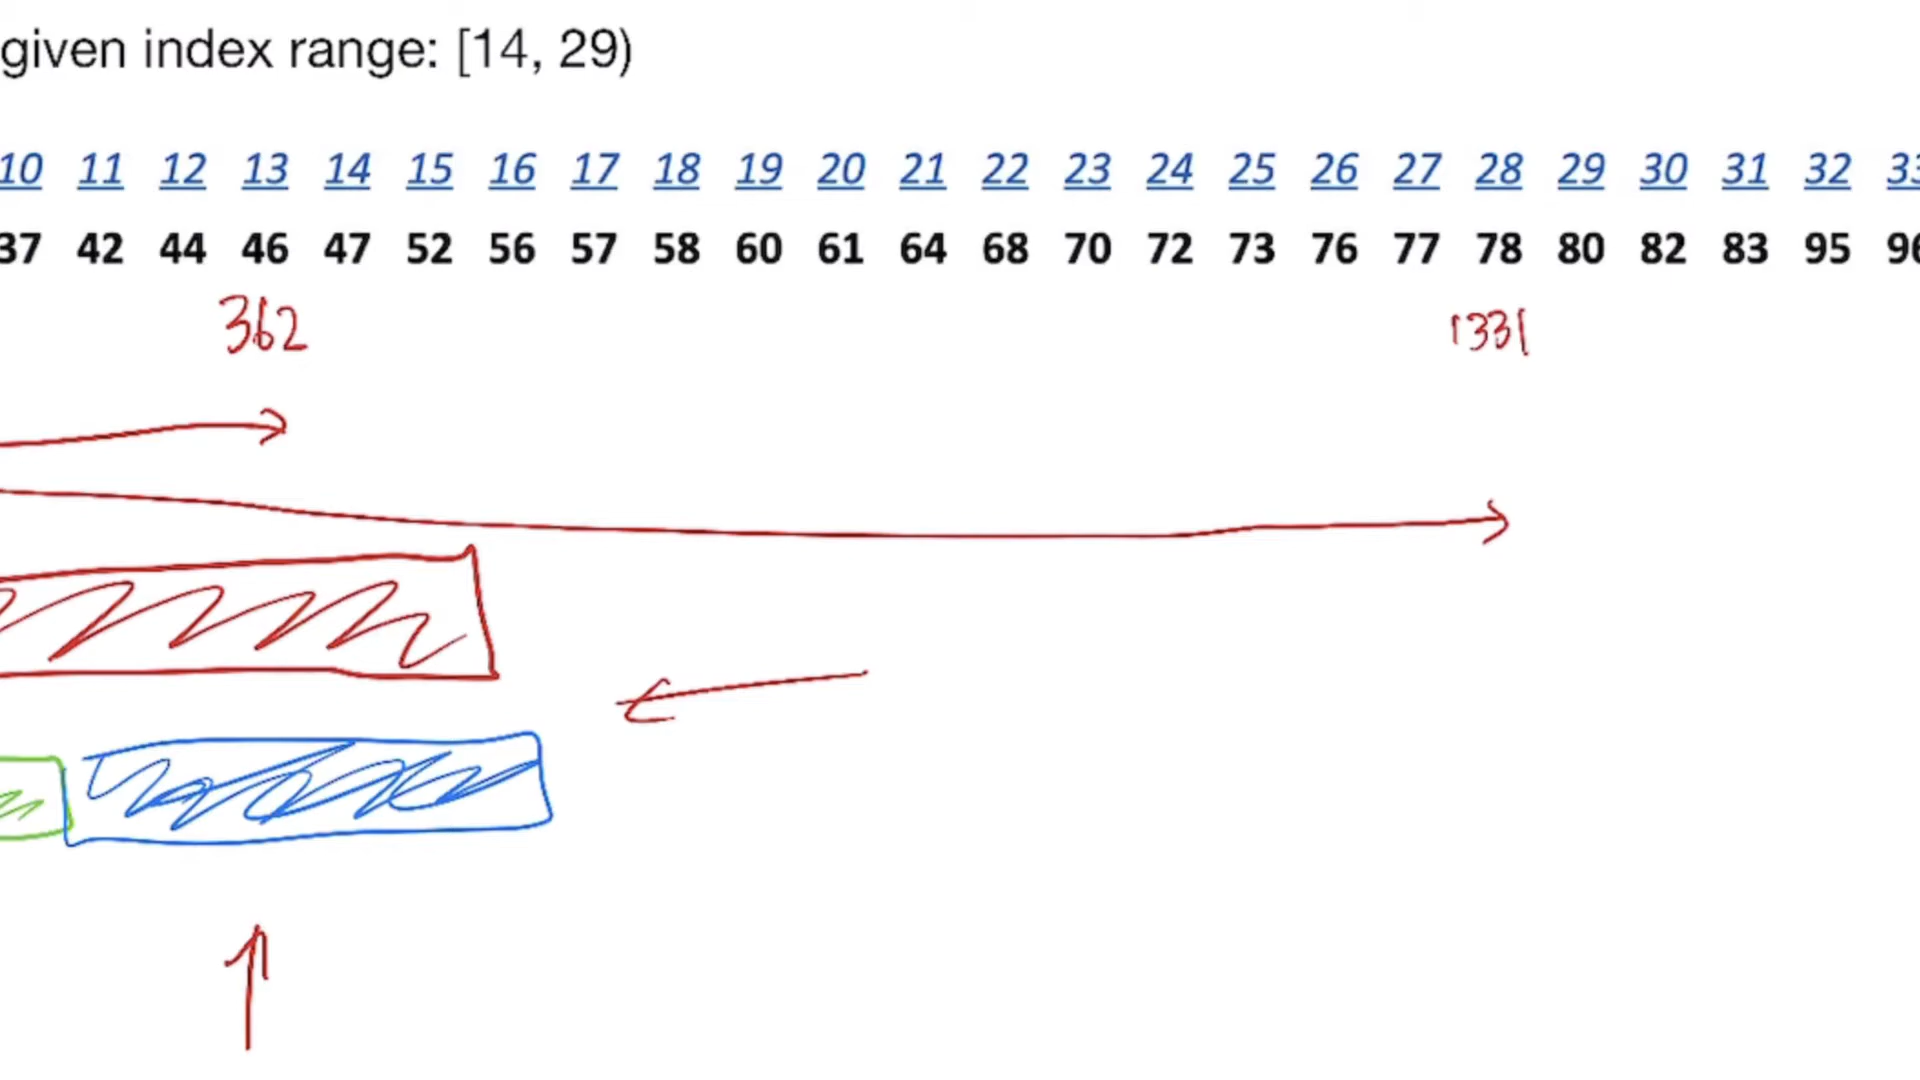 given index range: [14, 29)
10 11 12 13 14 15 16 17 18 19 20 21 22 23 24 25 26 27 28 29 30 31 32 33
37 42 44 46 47 52 56 57 58 60 61 64 68 70 72 73 76 77 78 80 82 83 95 96
362 1331